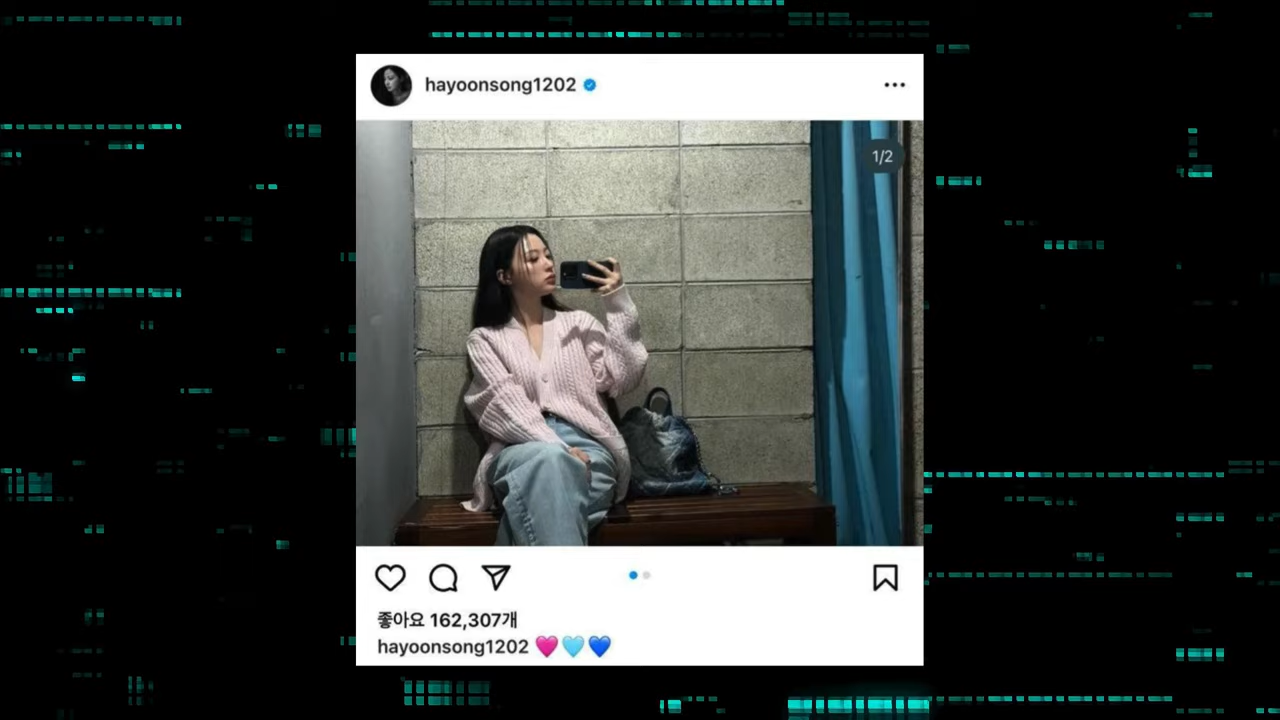 hayoonsong1202
1/2
좋아요 162,307개
hayoonsong1202 🩷🩵💙